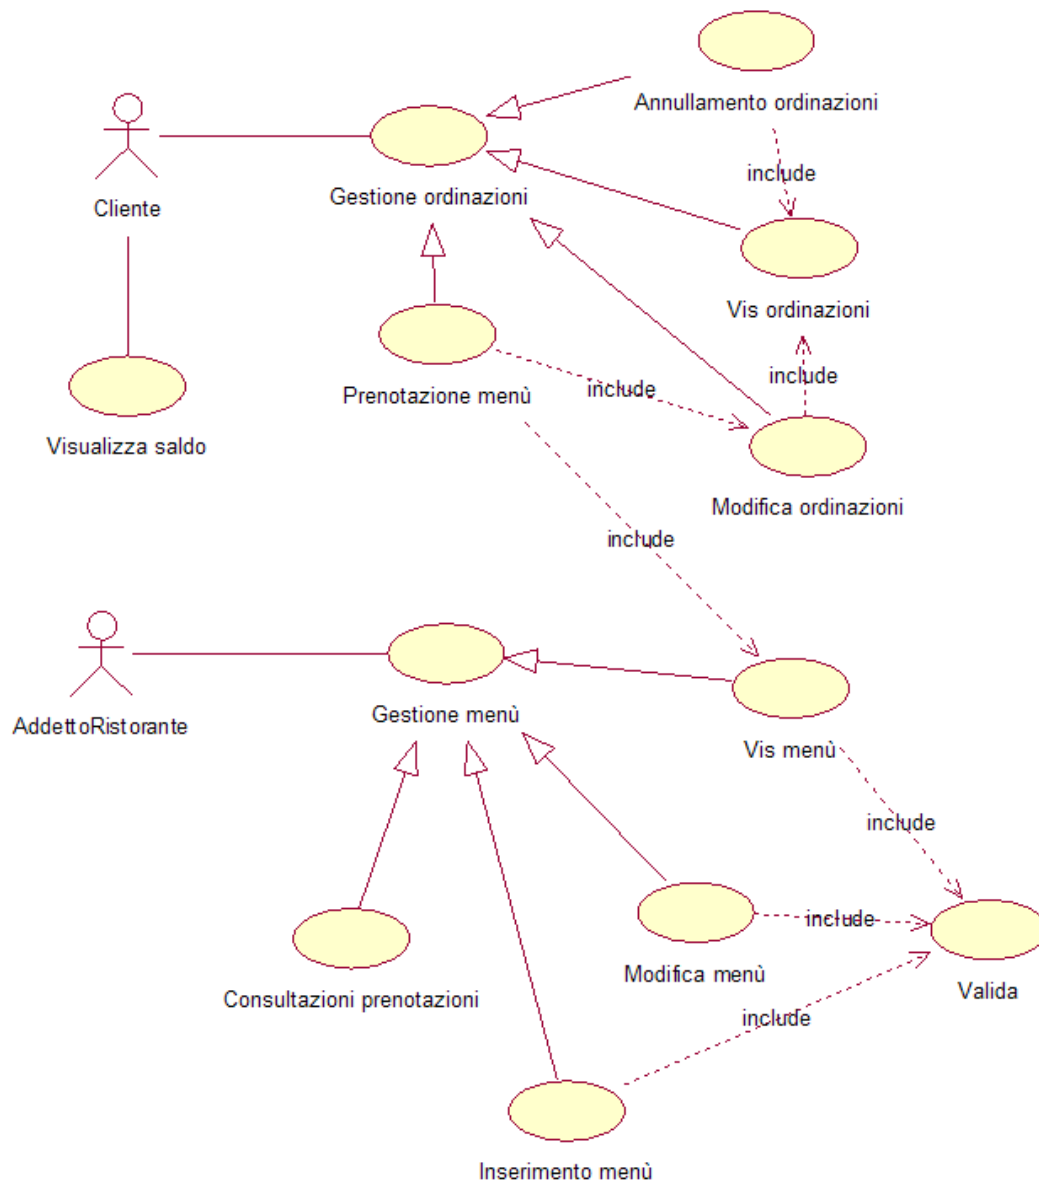 Annullamento ordinazioni
include
Cliente
Gestione ordinazioni
Vis ordinazioni
include
include
Prenotazione menù
Visualizza saldo
Modifica ordinazioni
include
AddettoRistorante
Gestione menù
Vis menù
include
include
Modifica menù
Consultazioni prenotazioni
Valida
include
Inserimento menù